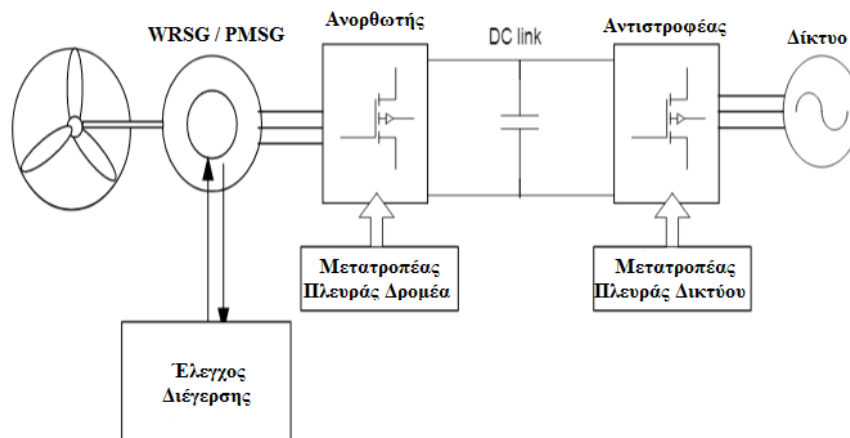 WRSG / PMSG
Ανορθωτής
DC link
Αντιστροφέας
Δίκτυο
Μετατροπέας
Πλευράς Δρομέα
Μετατροπέας
Πλευράς Δικτύου
Έλεγχος
Διέγερσης